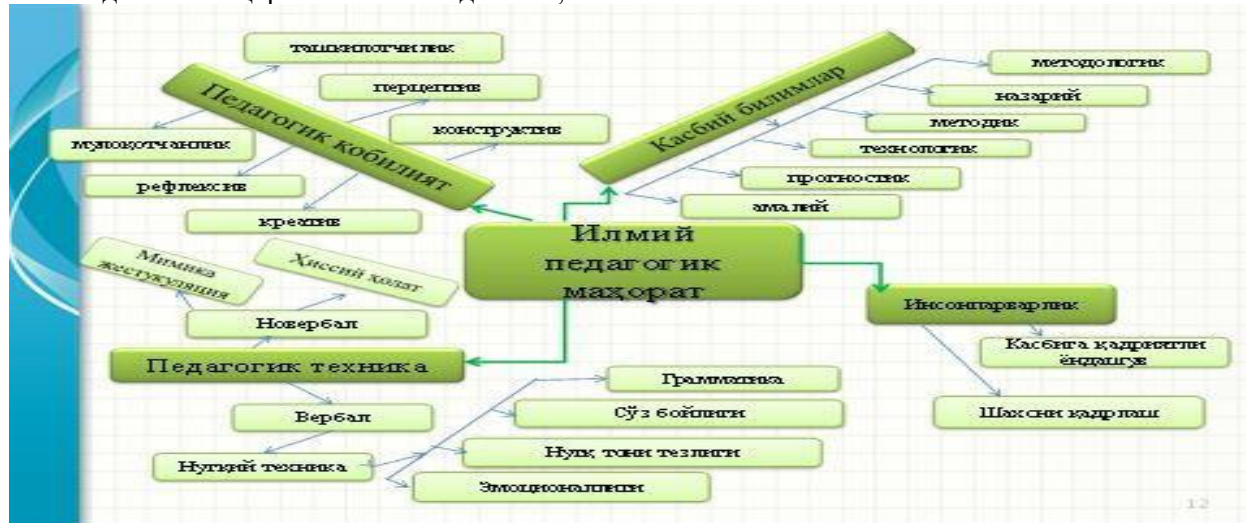 ташкилотчилик
перцептив
Педагогик кобилият
конструктив
мулоқотчанлик
рефлексив
креатив
Касбий билимлар
методологик
назарий
методик
технологик
прогностик
амалий
Илмий
педагогик
маҳорат
Мимика
жестукуляция
Ҳиссий ҳолат
Новербал
Педагогик техника
Вербал
Нутқий техника
Грамматика
Сўз бойлиги
Нутқ тони тезлиги
Эмоционаллиги
Инсонпарварлик
Касбига қадриятли
ёндашув
Шахсни қадрлаш
12